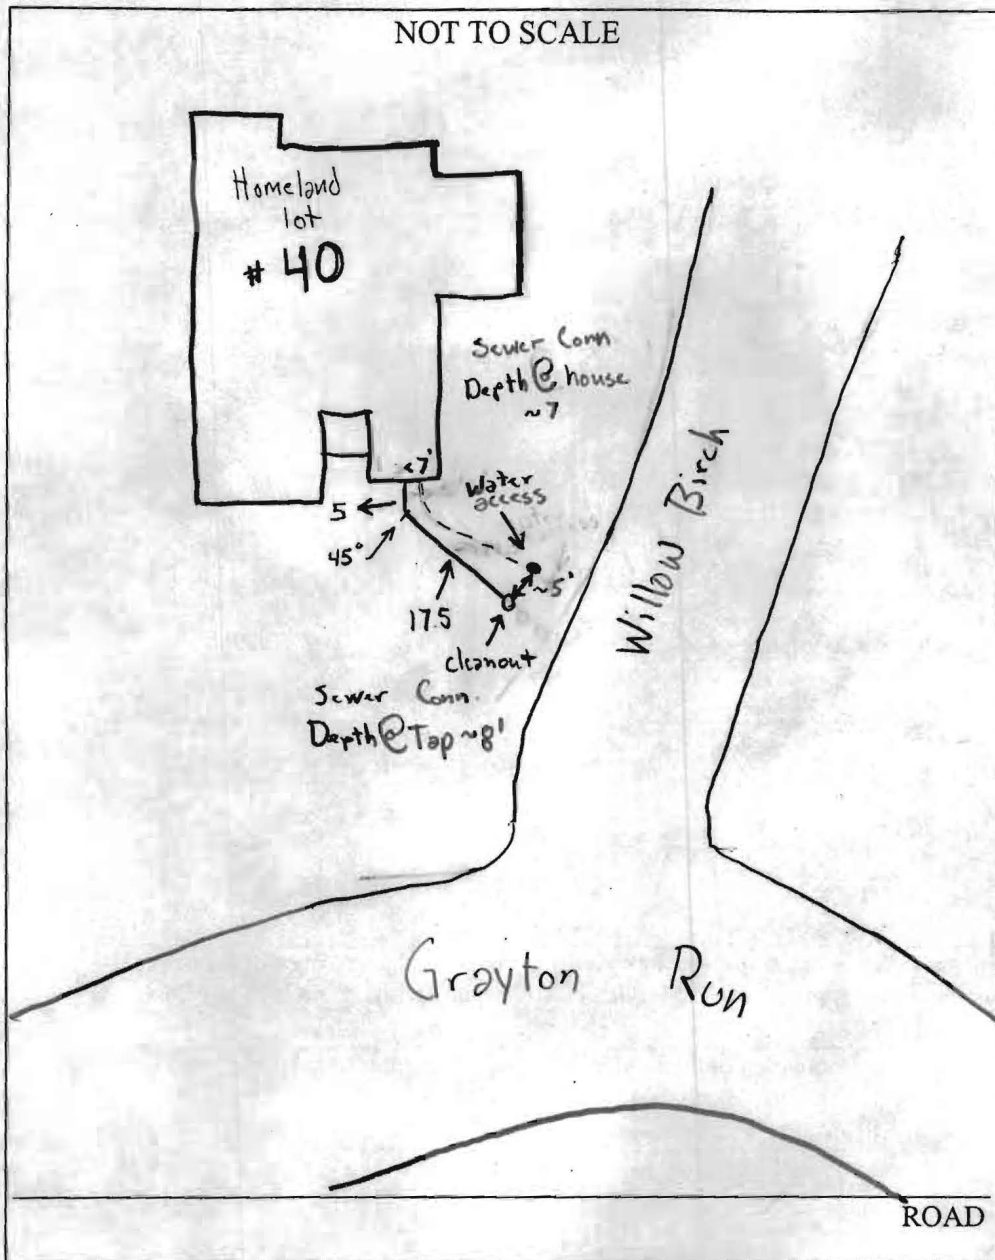 NOT TO SCALE
Homeland
lot
# 40
Sewer Conn
Depth @ house
~7
<7'
Water
access
5
45°
~5'
17.5
cleanout
Sewer Conn.
Depth @ Tap ~8'
Willow Birch
Grayton Run
ROAD